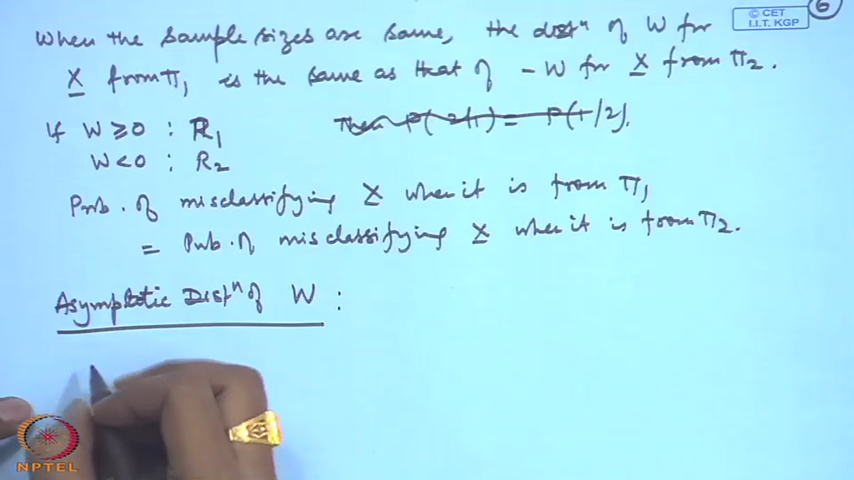 © CET
I.I.T. KGP
6
When the sample sizes are same, the distⁿ of W for
X from π₁ is the same as that of - W for X from π₂.
If W ≥ 0 : R₁
Then P(2/1) = P(1/2).
W < 0 : R₂
Prob. of misclassifying X when it is from π₁
= Prob. of misclassifying X when it is from π₂.
Asymptotic Distⁿ of W :
NPTEL